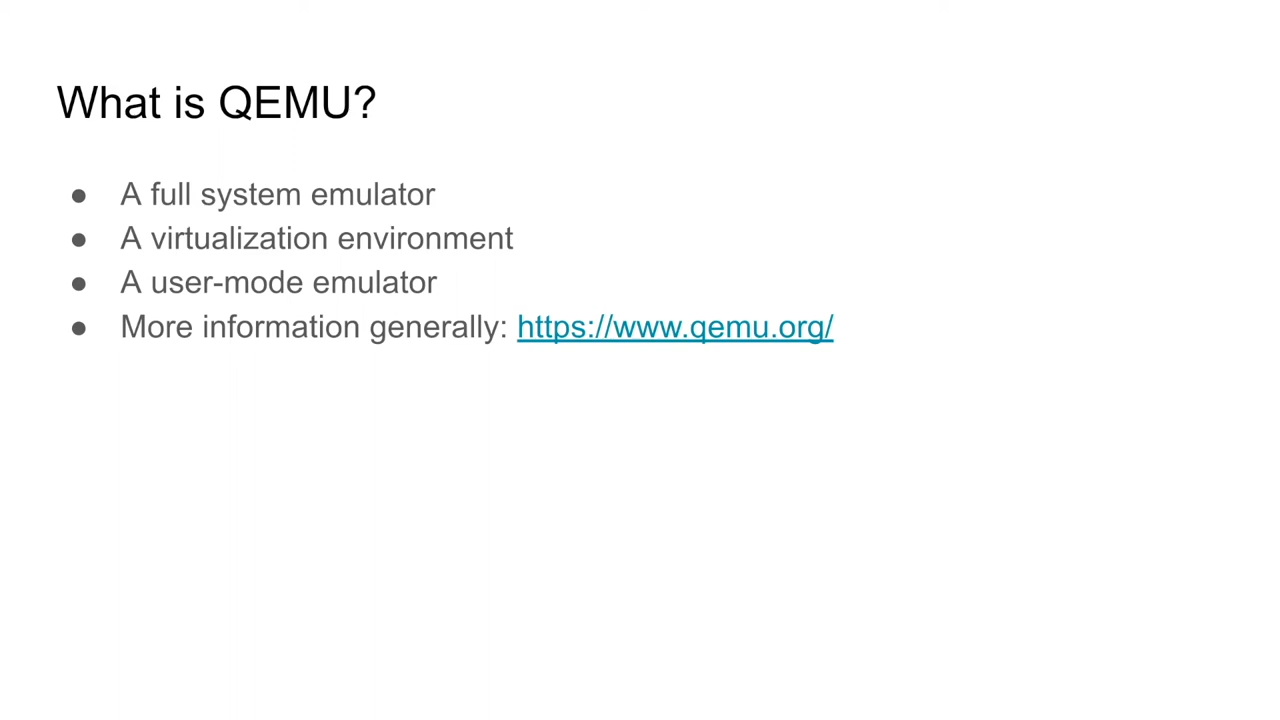 What is QEMU?
● A full system emulator
● A virtualization environment
● A user-mode emulator
● More information generally: https://www.qemu.org/